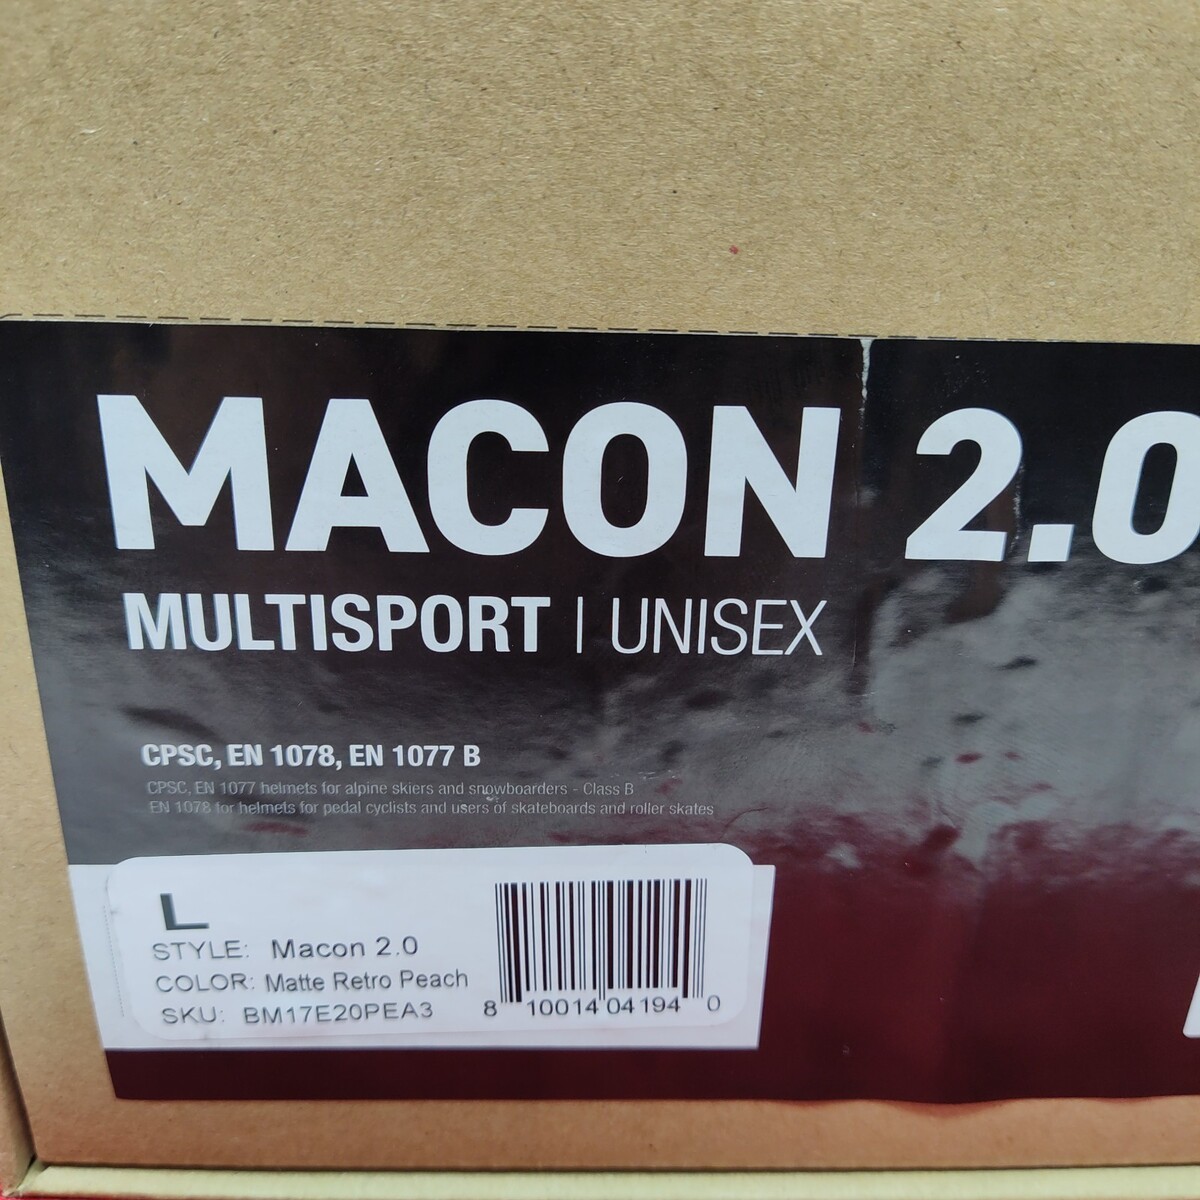 MACON 2.0
MULTISPORT | UNISEX
CPSC, EN 1078, EN 1077 B
CPSC, EN 1077 helmets for alpine skiers and snowboarders - Class B
EN 1078 for helmets for pedal cyclists and users of skateboards and roller skates
L
STYLE: Macon 2.0
COLOR: Matte Retro Peach
SKU: BM17E20PEA3
8 10014 04194 0